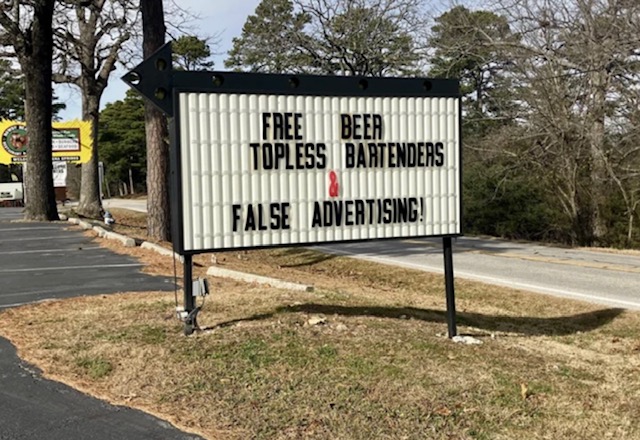 FREE BEER
TOPLESS BARTENDERS
&
FALSE ADVERTISING!